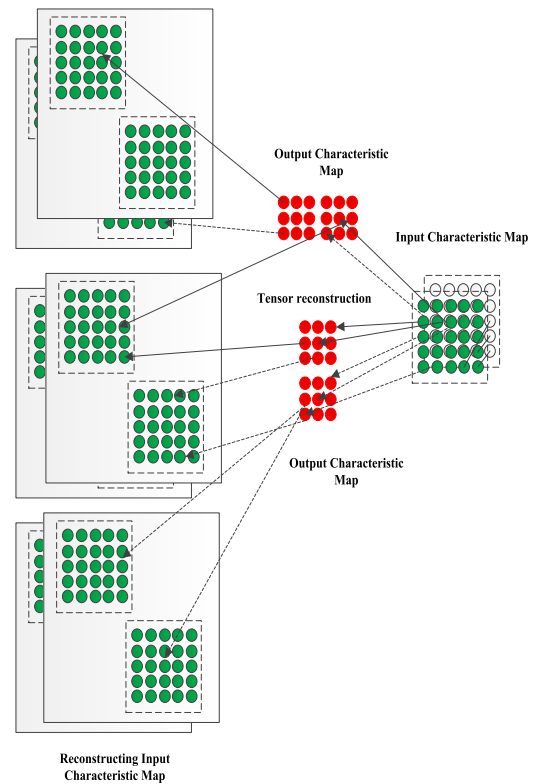 Output Characteristic
Map
Input Characteristic Map
Tensor reconstruction
Output Characteristic
Map
Reconstructing Input
Characteristic Map